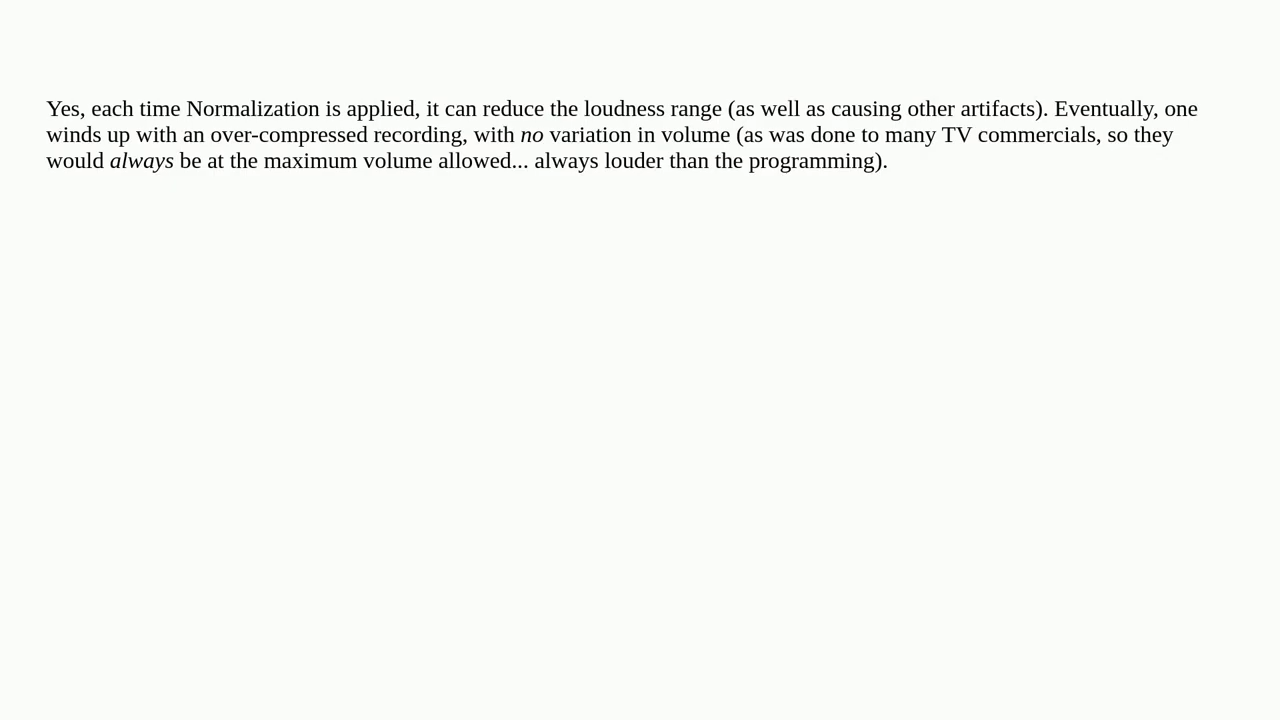 Yes, each time Normalization is applied, it can reduce the loudness range (as well as causing other artifacts). Eventually, one
winds up with an over-compressed recording, with no variation in volume (as was done to many TV commercials, so they
would always be at the maximum volume allowed... always louder than the programming).